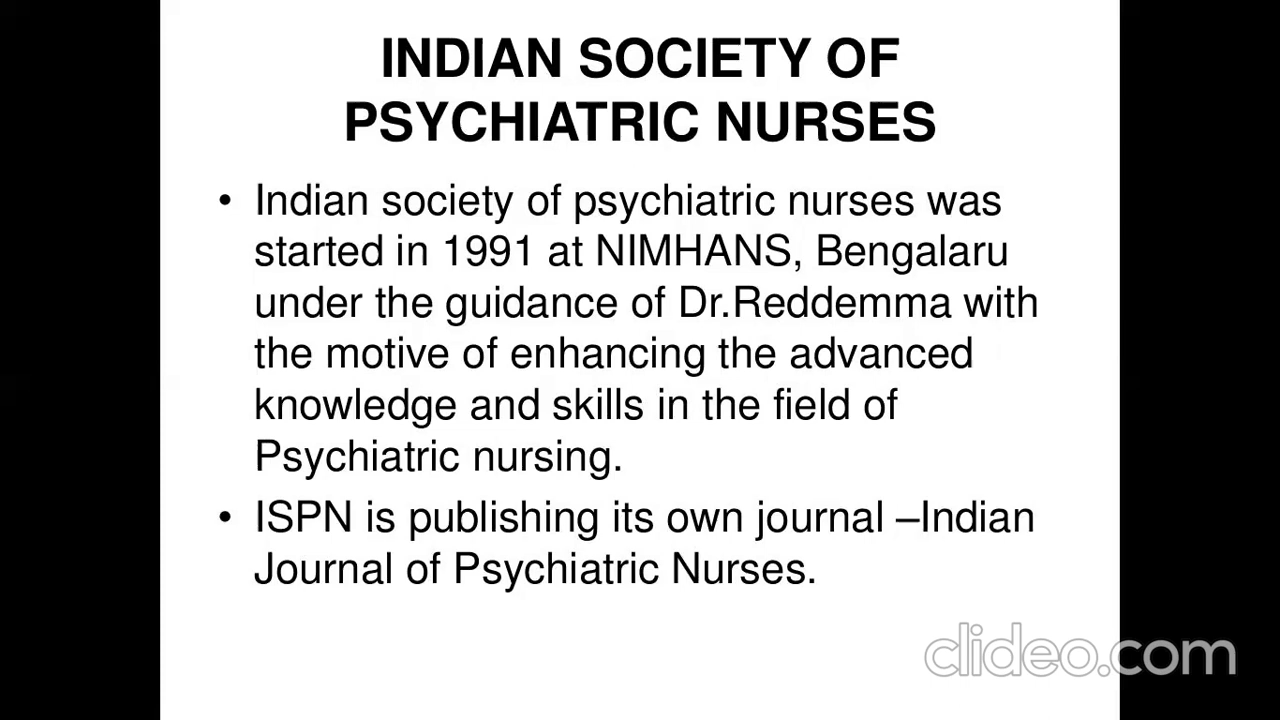 INDIAN SOCIETY OF
PSYCHIATRIC NURSES
• Indian society of psychiatric nurses was
started in 1991 at NIMHANS, Bengalaru
under the guidance of Dr.Reddemma with
the motive of enhancing the advanced
knowledge and skills in the field of
Psychiatric nursing.
• ISPN is publishing its own journal –Indian
Journal of Psychiatric Nurses.
clideo.com